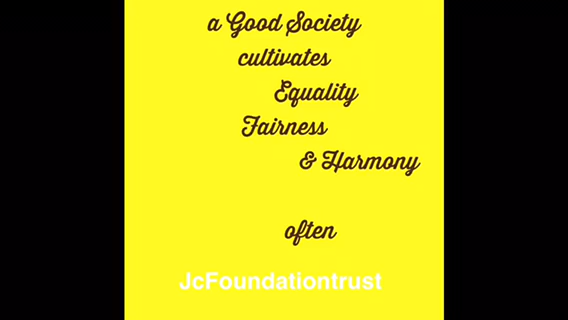 a Good Society
cultivates
Equality
Fairness
& Harmony
often
JcFoundationtrust